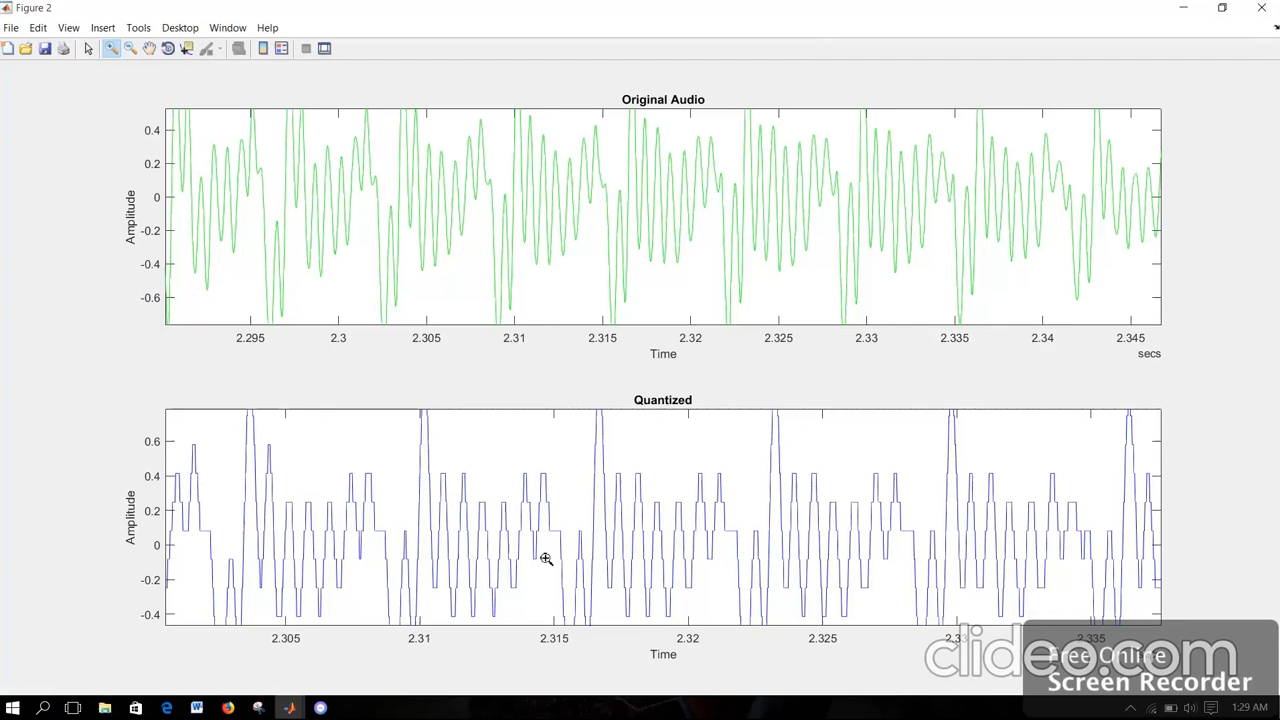 Figure 2
File Edit View Insert Tools Desktop Window Help
Original Audio
Amplitude
0.4
0.2
0
-0.2
-0.4
-0.6
2.295 2.3 2.305 2.31 2.315 2.32 2.325 2.33 2.335 2.34 2.345
Time
secs
Quantized
Amplitude
0.6
0.4
0.2
0
-0.2
-0.4
2.305 2.31 2.315 2.32 2.325 2.33 2.335
Time
clideo.com
Free Online
Screen Recorder
1:29 AM